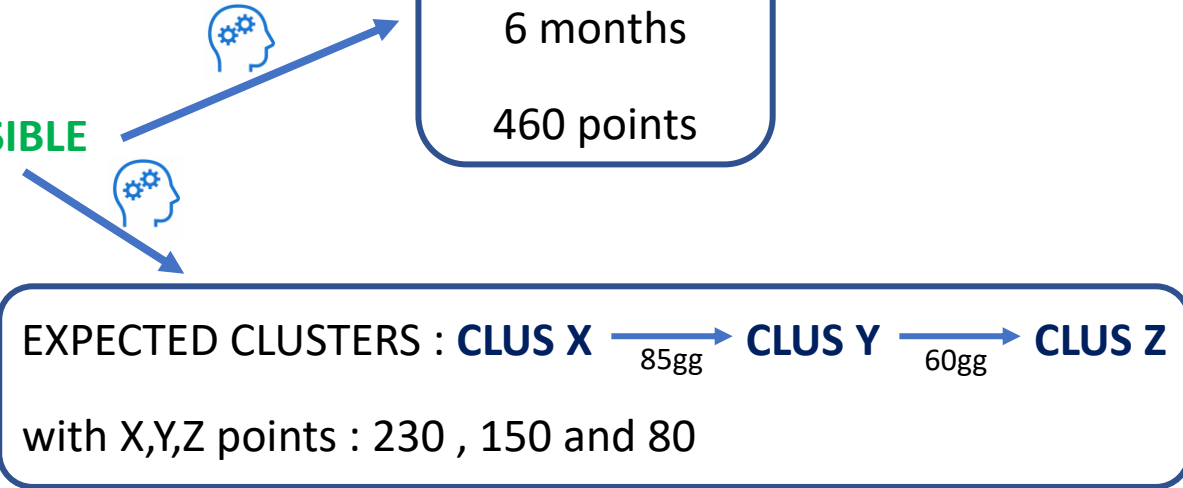 6 months
460 points
SIBLE
EXPECTED CLUSTERS : CLUS X 85gg CLUS Y 60gg CLUS Z
with X,Y,Z points : 230 , 150 and 80